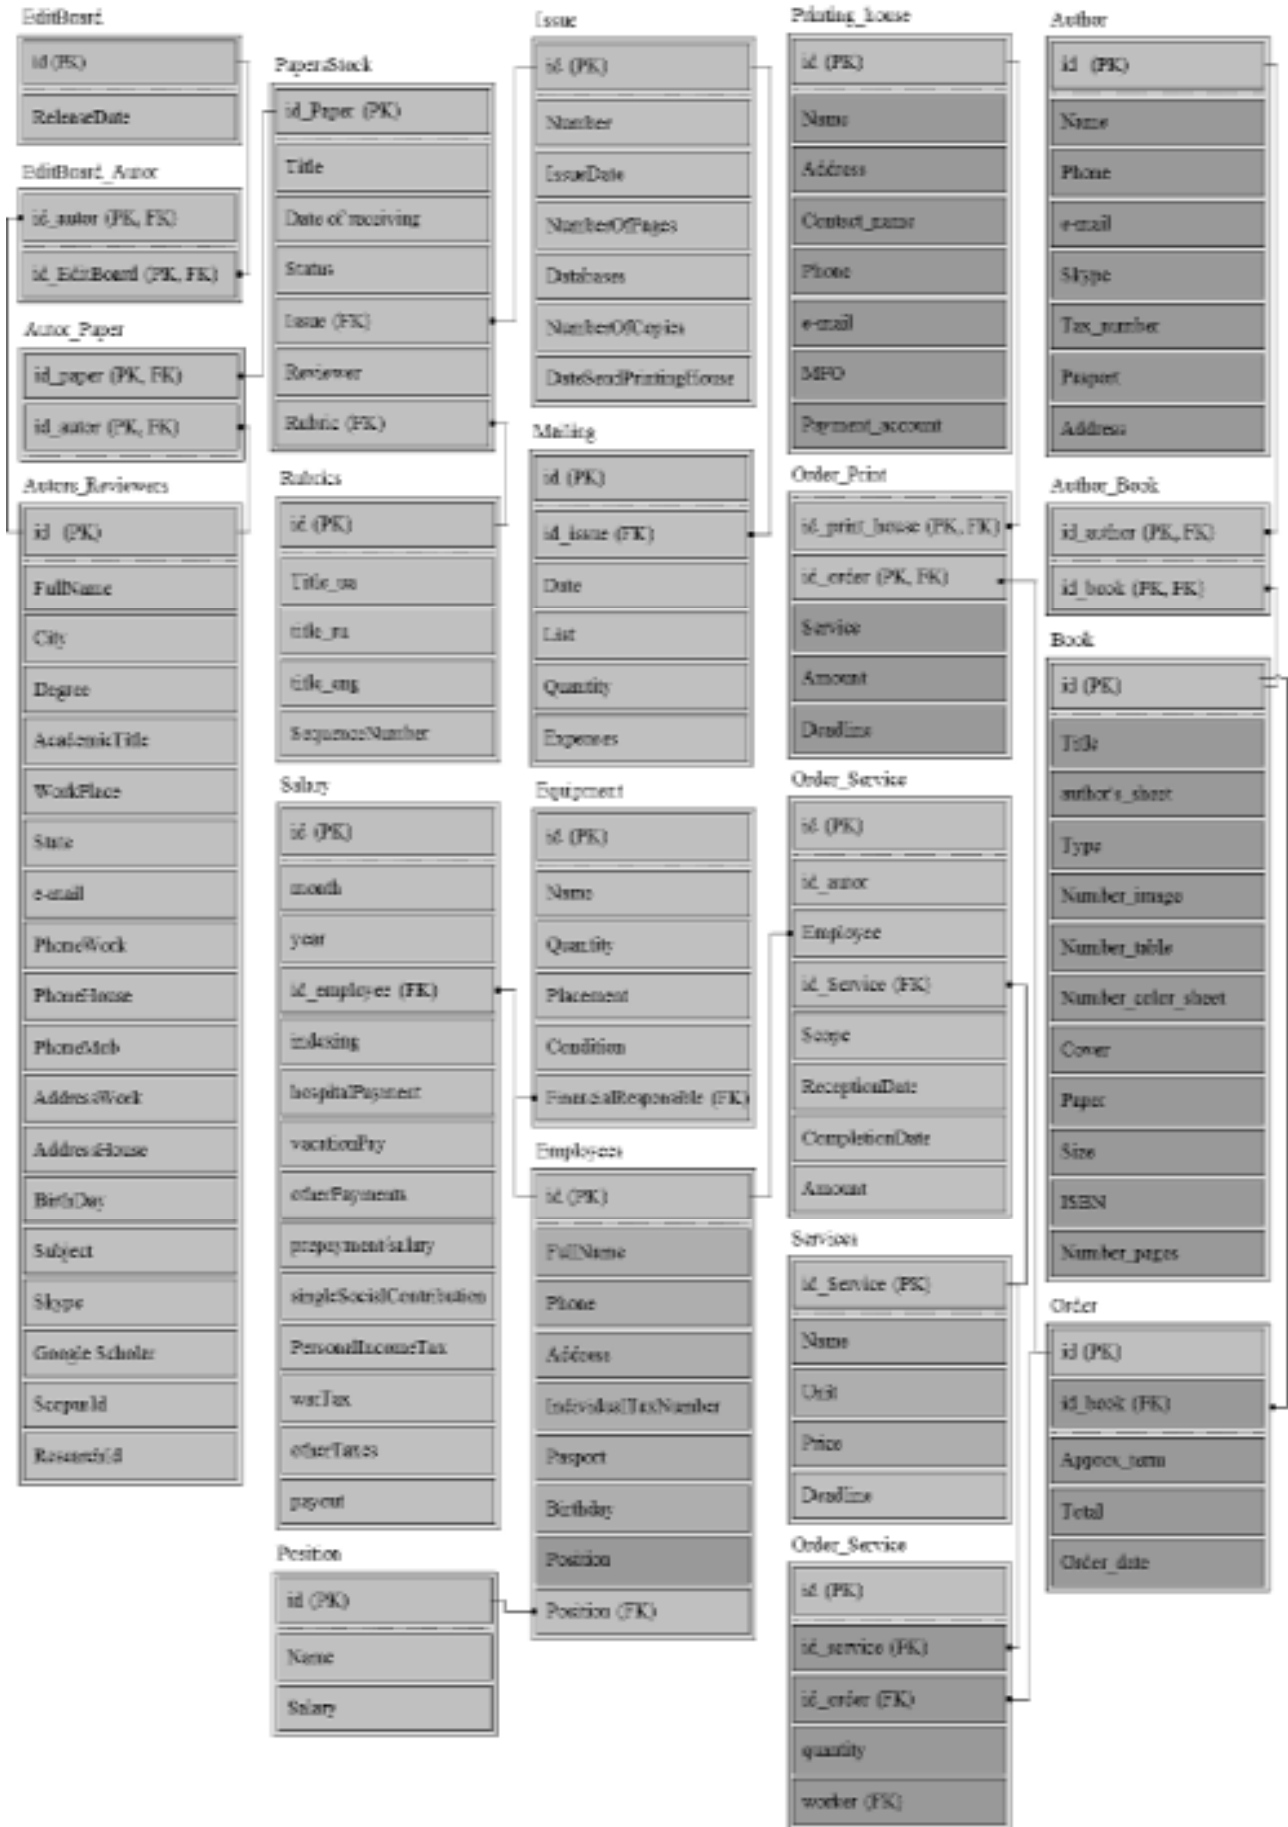 EditBoard
id (PK)
ReleaseDate
EditBoard_Autor
id_autor (PK, FK)
id_EditBoard (PK, FK)
Autor_Paper
id_paper (PK, FK)
id_autor (PK, FK)
Autors_Reviewers
id (PK)
FullName
City
Degree
AcademicTitle
WorkPlace
State
e-mail
PhoneWork
PhoneHouse
PhoneMob
AddressWork
AddressHouse
BirthDay
Subject
Skype
Google Scholar
ScopusId
ResearchId
PapersStock
id_Paper (PK)
Title
Date of receiving
Status
Issue (FK)
Reviewer
Rubric (FK)
Rubrics
id (PK)
Title_ua
title_ru
title_eng
SequenceNumber
Salary
id (PK)
month
year
id_employee (FK)
indexing
hospitalPayment
vacationPay
otherPayments
prepayment/salary
singleSocialContribution
PersonalIncomeTax
warTax
otherTaxes
payout
Position
id (PK)
Name
Salary
Issue
id (PK)
Number
IssueDate
NumberOfPages
Databases
NumberOfCopies
DateSendPrintingHouse
Mailing
id (PK)
id_issue (FK)
Date
List
Quantity
Expenses
Equipment
id (PK)
Name
Quantity
Placement
Condition
FinancialResponsible (FK)
Employees
id (PK)
FullName
Phone
Address
IndividualTaxNumber
Pasport
Birthday
Position
Position (FK)
Printing_house
id (PK)
Name
Address
Contact_name
Phone
e-mail
MFO
Payment_account
Order_Print
id_print_house (PK, FK)
id_order (PK, FK)
Service
Amount
Deadline
Order_Service
id (PK)
id_autor
Employee
id_Service (FK)
Scope
ReceptionDate
CompletionDate
Amount
Services
id_Service (PK)
Name
Unit
Price
Deadline
Order_Service
id (PK)
id_service (PK)
id_order (FK)
quantity
worker (FK)
Author
id (PK)
Name
Phone
e-mail
Skype
Tax_number
Pasport
Address
Author_Book
id_author (PK, FK)
id_book (PK, FK)
Book
id (PK)
Title
author's_sheet
Type
Number_image
Number_table
Number_color_sheet
Cover
Paper
Size
ISBN
Number_pages
Order
id (PK)
id_book (FK)
Approx_term
Total
Order_date